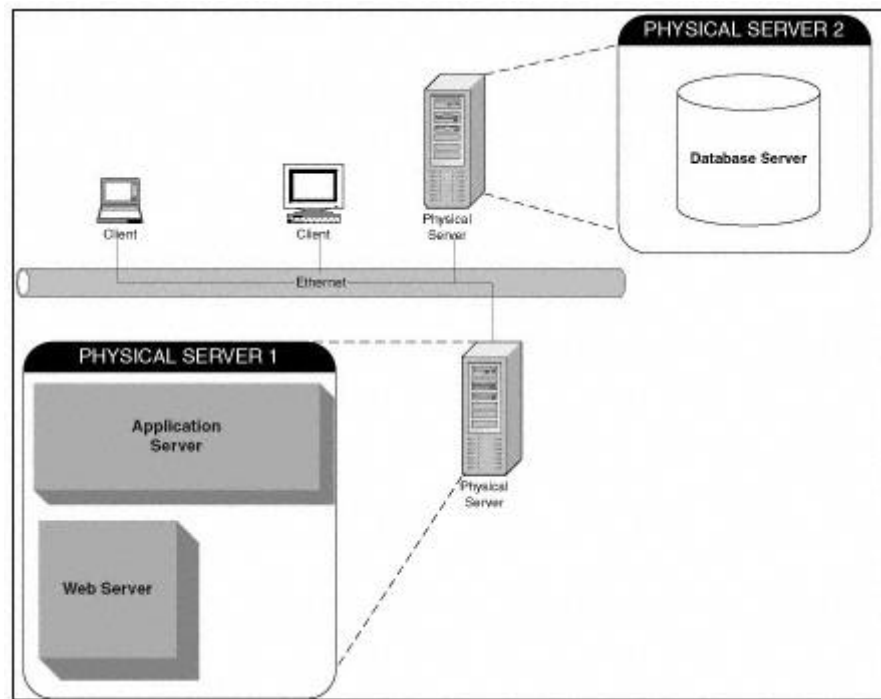 PHYSICAL SERVER 2
Database Server
Client
Client
Physical
Server
Ethernet
PHYSICAL SERVER 1
Application
Server
Physical
Server
Web Server